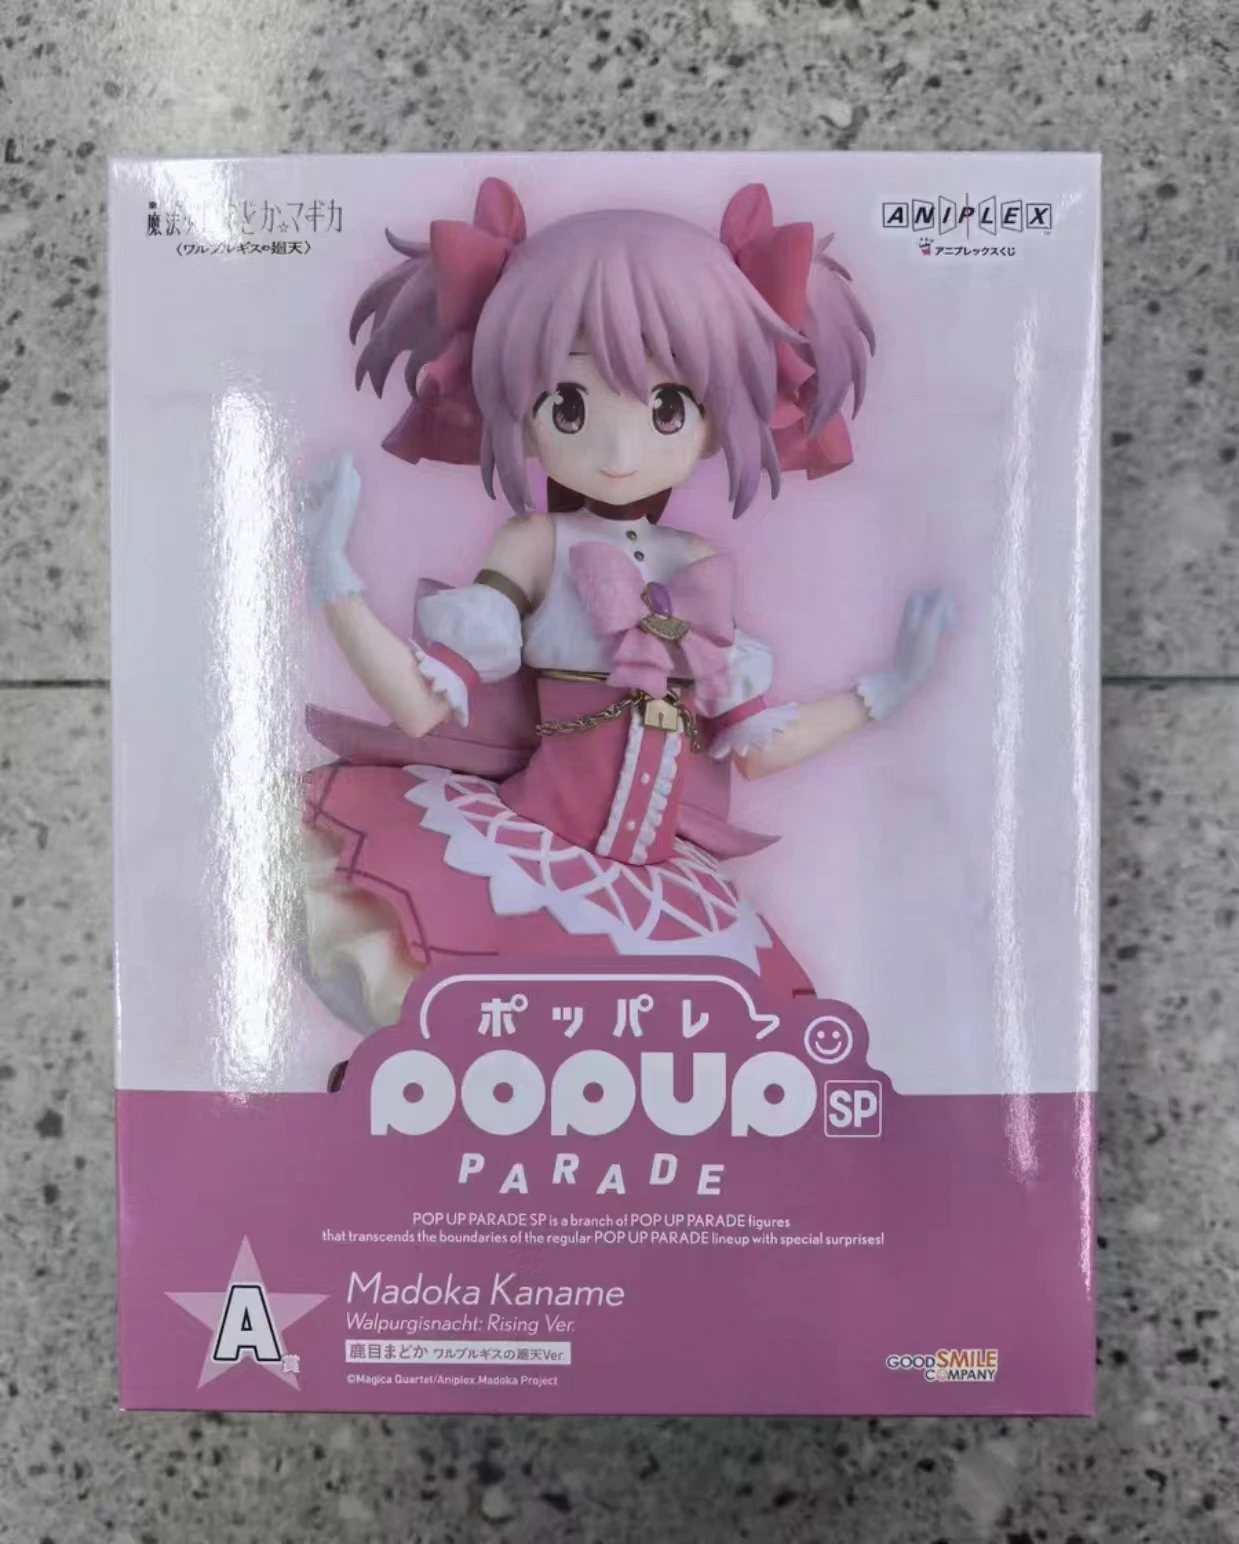 魔法少女まどか☆マギカ
〈ワルプルギスの廻天〉
ANIPLEX
アニプレックスくじ
ポッパレ
POPUP SP
PARADE
POP UP PARADE SP is a branch of POP UP PARADE figures
that transcends the boundaries of the regular POP UP PARADE lineup with special surprises!
A賞
Madoka Kaname
Walpurgisnacht: Rising Ver.
鹿目まどか ワルプルギスの廻天Ver.
©Magica Quartet/Aniplex,Madoka Project
GOODSMILE
COMPANY